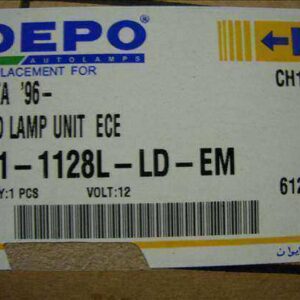 DEPO
AUTOLAMPS
LACEMENT FOR
A '96-
LAMP UNIT ECE
1-1128L-LD-EM
Y:1 PCS VOLT:12
CH1
612